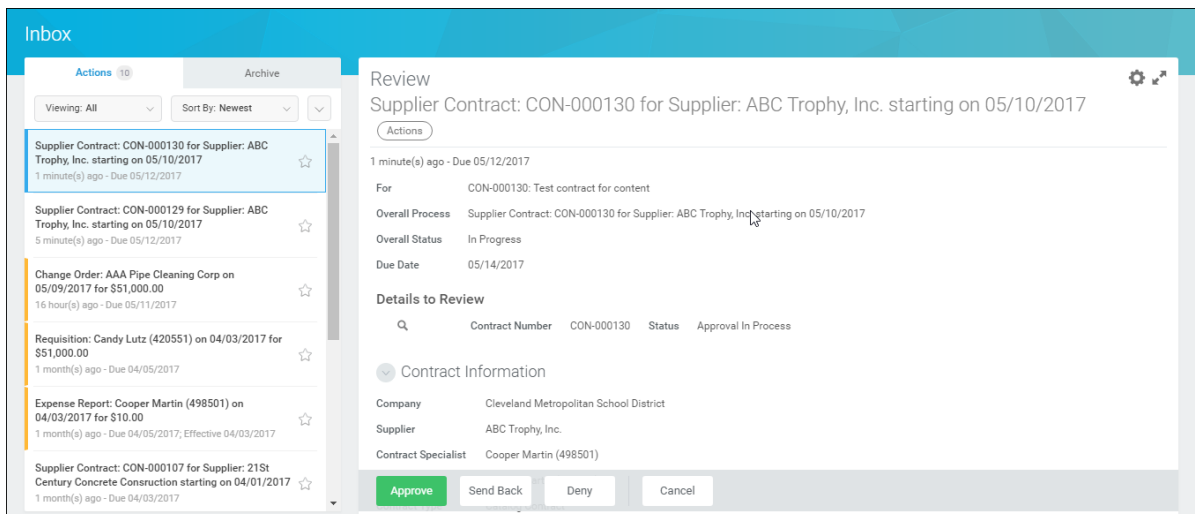 Inbox
Actions 10
Archive
Viewing: All
Sort By: Newest
Supplier Contract: CON-000130 for Supplier: ABC
Trophy, Inc. starting on 05/10/2017
1 minute(s) ago - Due 05/12/2017
Supplier Contract: CON-000129 for Supplier: ABC
Trophy, Inc. starting on 05/10/2017
5 minute(s) ago - Due 05/12/2017
Change Order: AAA Pipe Cleaning Corp on
05/09/2017 for $51,000.00
16 hour(s) ago - Due 05/11/2017
Requisition: Candy Lutz (420551) on 04/03/2017 for
$51,000.00
1 month(s) ago - Due 04/05/2017
Expense Report: Cooper Martin (498501) on
04/03/2017 for $10.00
1 month(s) ago - Due 04/05/2017; Effective 04/03/2017
Supplier Contract: CON-000107 for Supplier: 21St
Century Concrete Consruction starting on 04/01/2017
1 month(s) ago - Due 04/03/2017
Review
Supplier Contract: CON-000130 for Supplier: ABC Trophy, Inc. starting on 05/10/2017
Actions
1 minute(s) ago - Due 05/12/2017
For CON-000130: Test contract for content
Overall Process Supplier Contract: CON-000130 for Supplier: ABC Trophy, Inc. starting on 05/10/2017
Overall Status In Progress
Due Date 05/14/2017
Details to Review
Contract Number CON-000130 Status Approval In Process
Contract Information
Company Cleveland Metropolitan School District
Supplier ABC Trophy, Inc.
Contract Specialist Cooper Martin (498501)
Approve Send Back Deny Cancel